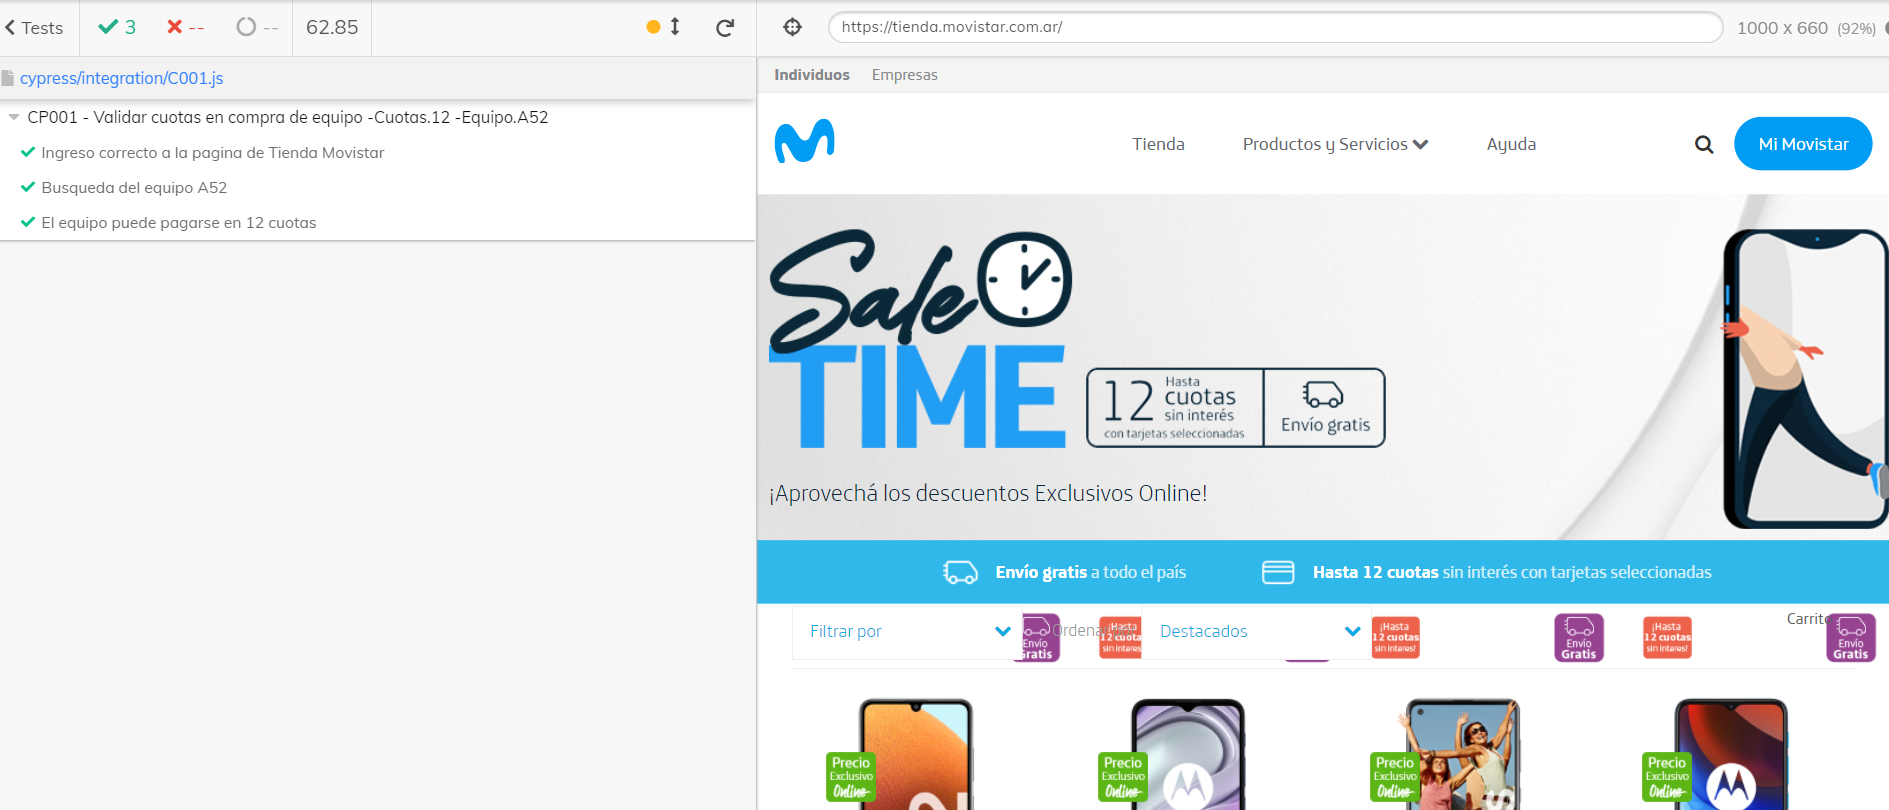 Tests
3
--
--
62.85
https://tienda.movistar.com.ar/
1000 x 660 (92%)
cypress/integration/C001.js
CP001 - Validar cuotas en compra de equipo -Cuotas.12 -Equipo.A52
Ingreso correcto a la pagina de Tienda Movistar
Busqueda del equipo A52
El equipo puede pagarse en 12 cuotas
Individuos
Empresas
Tienda
Productos y Servicios
Ayuda
Mi Movistar
Sale
TIME
12
Hasta
cuotas
sin interés
con tarjetas seleccionadas
Envío gratis
¡Aprovechá los descuentos Exclusivos Online!
Envío gratis a todo el país
Hasta 12 cuotas sin interés con tarjetas seleccionadas
Filtrar por
Envío
Gratis
¡Hasta
12 cuotas
sin interes!
Destacados
¡Hasta
12 cuotas
sin interes!
Envío
Gratis
¡Hasta
12 cuotas
sin interes!
Carrito
Envío
Gratis
Precio
Exclusivo
Online
Precio
Exclusivo
Online
Precio
Exclusivo
Online
Precio
Exclusivo
Online